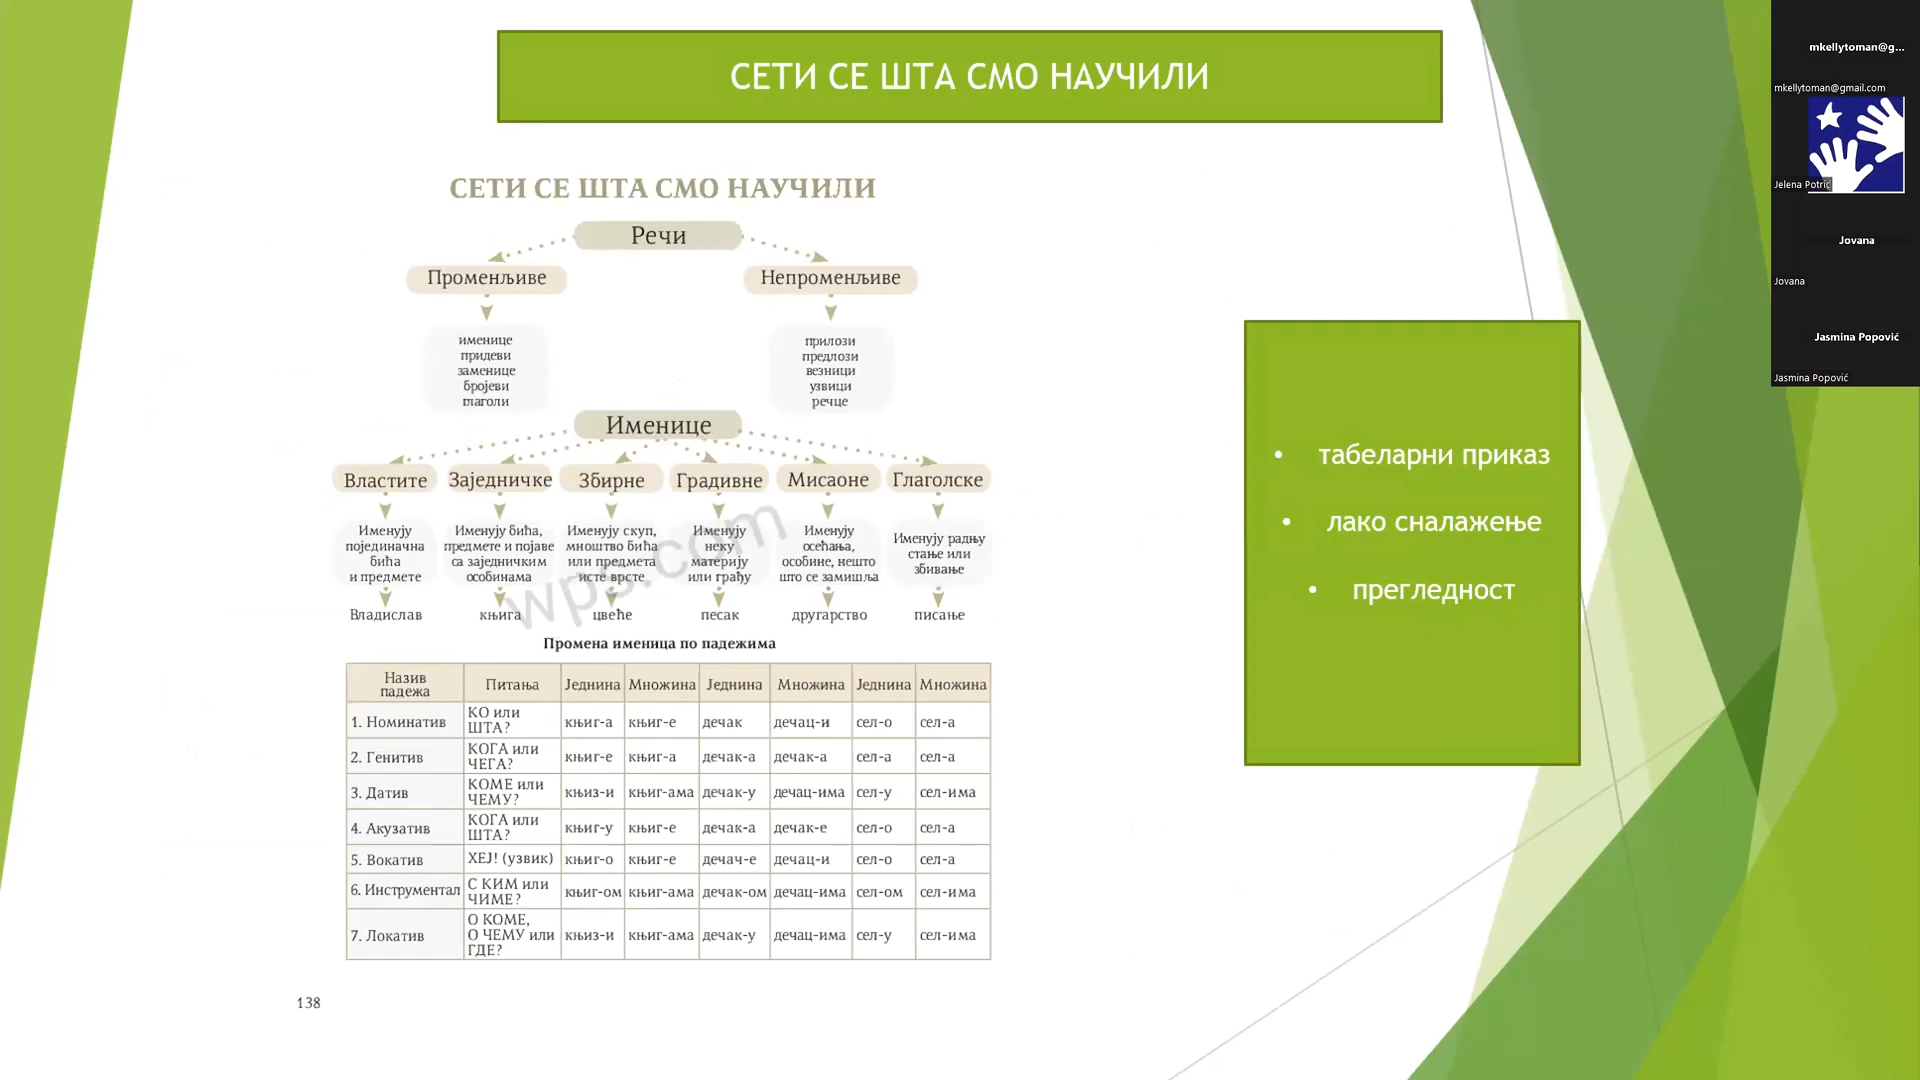 СЕТИ СЕ ШТА СМО НАУЧИЛИ
СЕТИ СЕ ШТА СМО НАУЧИЛИ
Речи
Променљиве Непроменљиве
именице
придеви
заменице
бројеви
глаголи
прилози
предлози
везници
узвици
речце
Именице
Властите Заједничке Збирне Градивне Мисаоне Глаголске
Именују
појединачна
бића
и предмете
Именују бића,
предмете и појаве
са заједничким
особинама
Именују скуп,
мноштво бића
или предмета
исте врсте
Именују
неку
материју
или грађу
Именују
осећања,
особине, нешто
што се замишља
Именују радњу
стање или
збивање
Владислав књига цвеће песак другарство писање
wps.com
Промена именица по падежима
Назив
падежа
Питања Једнина Множина Једнина Множина Једнина Множина
1. Номинатив КО или
ШТА? књиг-а књиг-е дечак дечац-и сел-о сел-а
2. Генитив КОГА или
ЧЕГА? књиг-е књиг-а дечак-а дечак-а сел-а сел-а
3. Датив КОМЕ или
ЧЕМУ? књиз-и књиг-ама дечак-у дечац-има сел-у сел-има
4. Акузатив КОГА или
ШТА? књиг-у књиг-е дечак-а дечак-е сел-о сел-а
5. Вокатив ХЕЈ! (узвик) књиг-о књиг-е дечач-е дечац-и сел-о сел-а
6. Инструментал С КИМ или
ЧИМЕ? књиг-ом књиг-ама дечак-ом дечац-има сел-ом сел-има
7. Локатив О КОМЕ,
О ЧЕМУ или
ГДЕ? књиз-и књиг-ама дечак-у дечац-има сел-у сел-има
138
• табеларни приказ
• лако сналажење
• прегледност
mkellytoman@g...
mkellytoman@gmail.com
Jelena Potrić
Jovana
Jovana
Jasmina Popović
Jasmina Popović